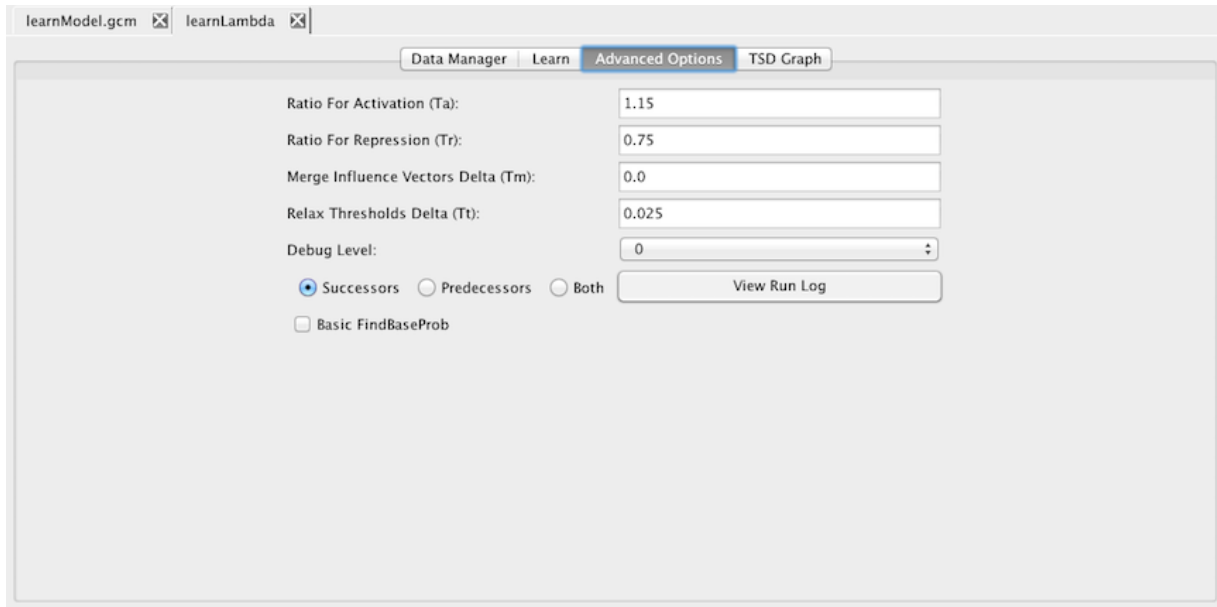 learnModel.gcm learnLambda
Data Manager Learn Advanced Options TSD Graph
Ratio For Activation (Ta): 1.15
Ratio For Repression (Tr): 0.75
Merge Influence Vectors Delta (Tm): 0.0
Relax Thresholds Delta (Tt): 0.025
Debug Level: 0
Successors Predecessors Both View Run Log
Basic FindBaseProb